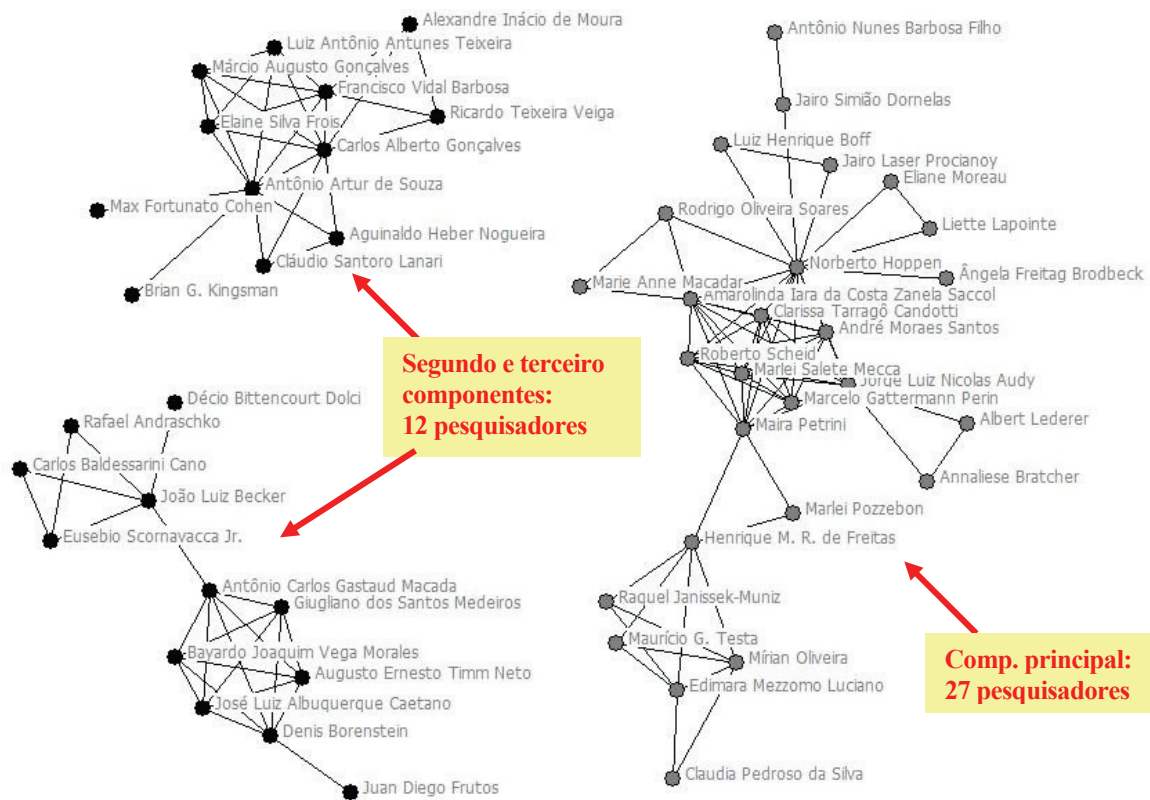 Alexandre Inácio de Moura
Luiz Antônio Antunes Teixeira
Márcio Augusto Gonçalves
Francisco Vidal Barbosa
Ricardo Teixeira Veiga
Elaine Silva Frois
Carlos Alberto Gonçalves
Antônio Artur de Souza
Max Fortunato Cohen
Aguinaldo Heber Nogueira
Cláudio Santoro Lanari
Brian G. Kingsman
Segundo e terceiro
componentes:
12 pesquisadores
Décio Bittencourt Dolci
Rafael Andraschko
Carlos Baldessarini Cano
João Luiz Becker
Eusebio Scornavacca Jr.
Antônio Carlos Gastaud Macada
Giugliano dos Santos Medeiros
Bayardo Joaquim Vega Morales
Augusto Ernesto Timm Neto
José Luiz Albuquerque Caetano
Denis Borenstein
Juan Diego Frutos
Antônio Nunes Barbosa Filho
Jairo Simião Dornelas
Luiz Henrique Boff
Jairo Laser Procianoy
Eliane Moreau
Rodrigo Oliveira Soares
Liette Lapointe
Norberto Hoppen
Ângela Freitag Brodbeck
Marie Anne Macadar
Amarolinda Iara da Costa Zanela Saccol
Clarissa Tarragô Candotti
André Moraes Santos
Roberto Scheid
Marlei Salete Mecca
Jorge Luiz Nicolas Audy
Marcelo Gattermann Perin
Albert Lederer
Maira Petrini
Annaliese Bratcher
Marlei Pozzebon
Henrique M. R. de Freitas
Raquel Janissek-Muniz
Maurício G. Testa
Mírian Oliveira
Edimara Mezzomo Luciano
Claudia Pedroso da Silva
Comp. principal:
27 pesquisadores